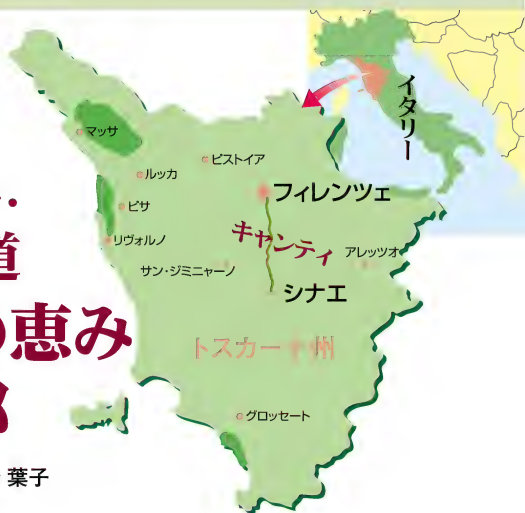 イタリー
マッサ
ピストイア
ルッカ
フィレンツェ
ピサ
キャンティ
リヴォルノ
アレッツオ
サン・ジミニャーノ
シナエ
トスカーナ州
グロッセート
道
の恵み
葉子